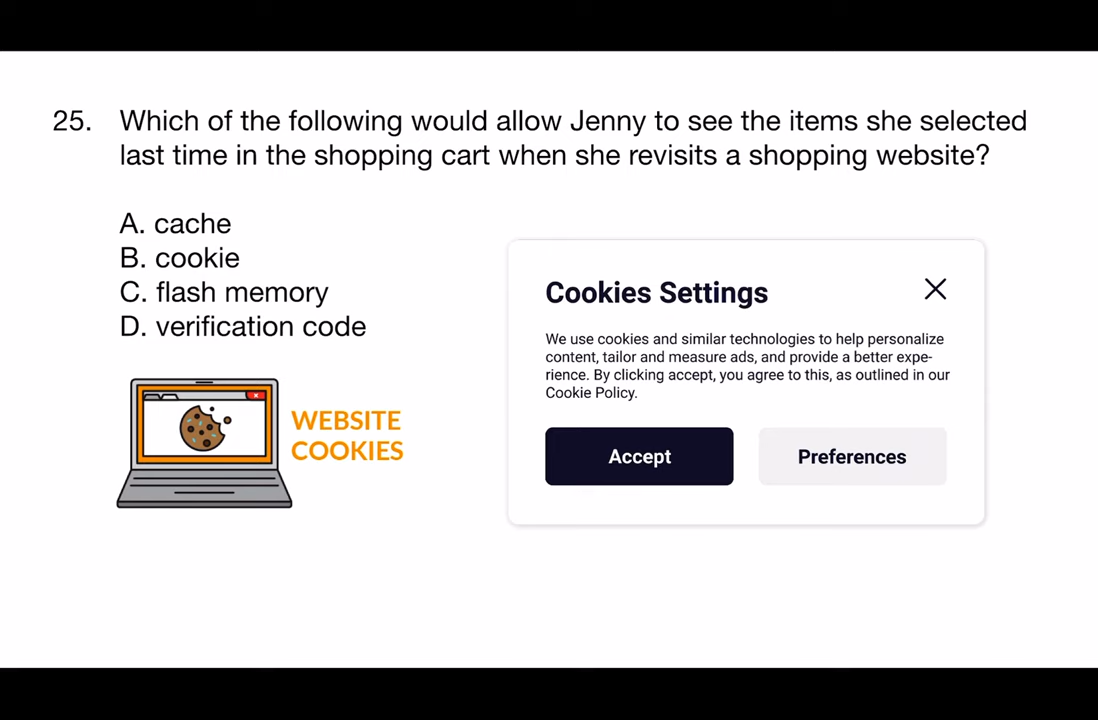 25. Which of the following would allow Jenny to see the items she selected
last time in the shopping cart when she revisits a shopping website?
A. cache
B. cookie
C. flash memory
D. verification code
WEBSITE
COOKIES
Cookies Settings
We use cookies and similar technologies to help personalize
content, tailor and measure ads, and provide a better expe-
rience. By clicking accept, you agree to this, as outlined in our
Cookie Policy.
Accept
Preferences